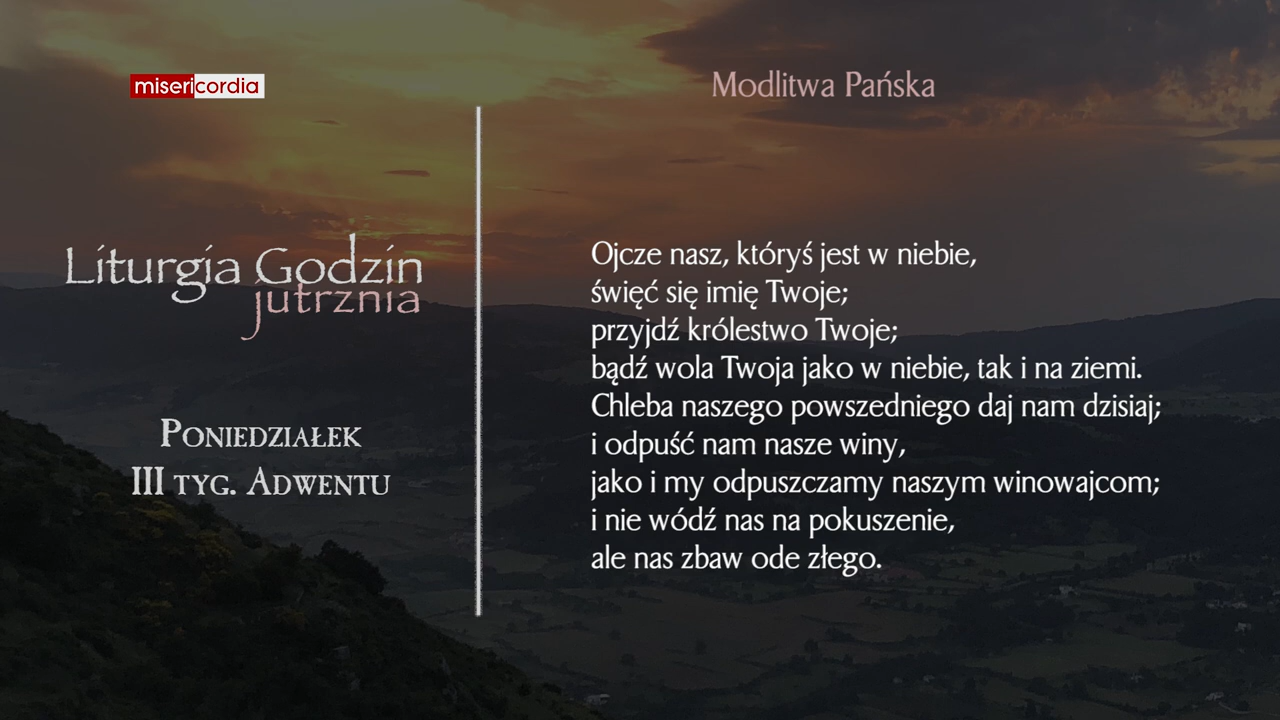 misericordia
Liturgia Godzin
jutrznia
Poniedziałek
III tyg. Adwentu
Modlitwa Pańska
Ojcze nasz, któryś jest w niebie,
święć się imię Twoje;
przyjdź królestwo Twoje;
bądź wola Twoja jako w niebie, tak i na ziemi.
Chleba naszego powszedniego daj nam dzisiaj;
i odpuść nam nasze winy,
jako i my odpuszczamy naszym winowajcom;
i nie wódź nas na pokuszenie,
ale nas zbaw ode złego.